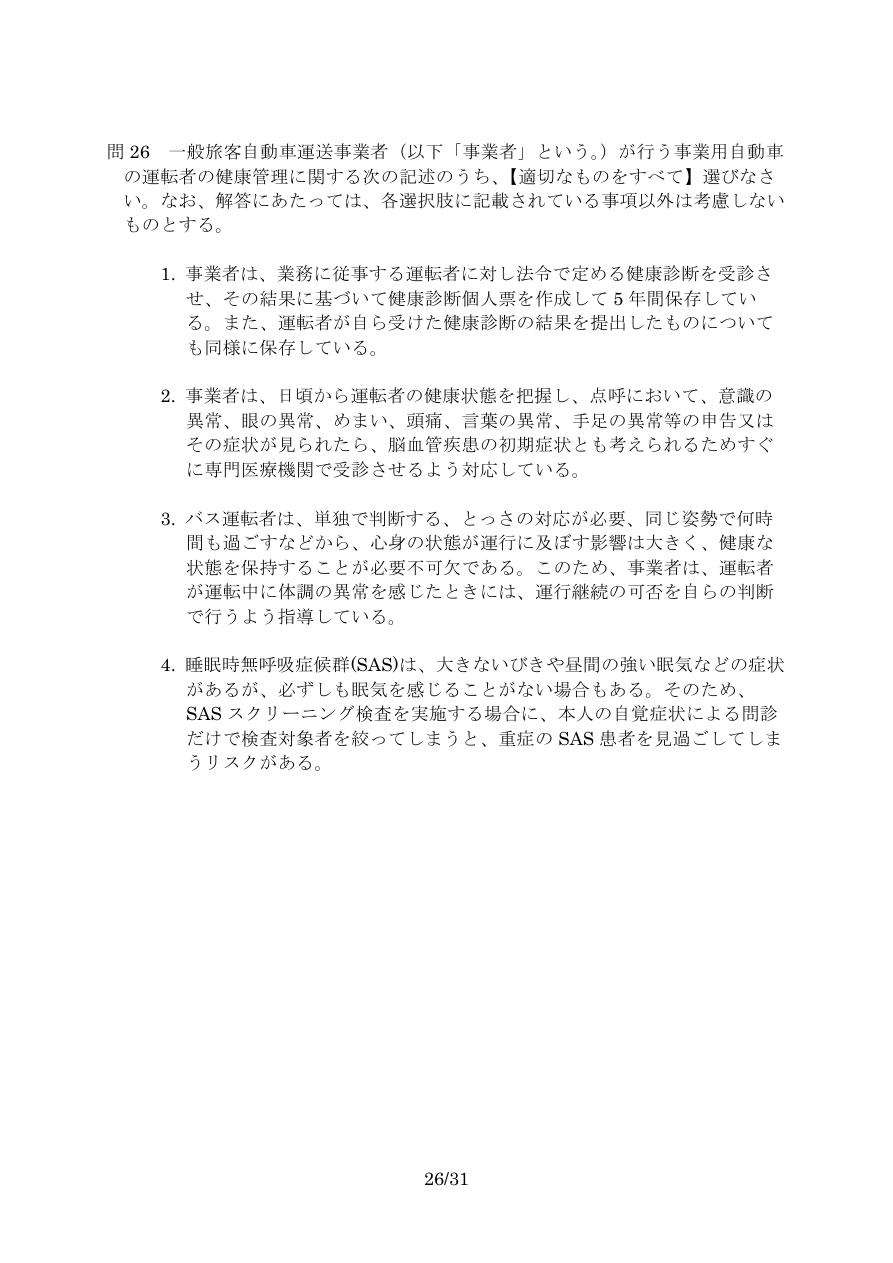 問 26　一般旅客自動車運送事業者（以下「事業者」という。）が行う事業用自動車
の運転者の健康管理に関する次の記述のうち、【適切なものをすべて】選びなさ
い。なお、解答にあたっては、各選択肢に記載されている事項以外は考慮しない
ものとする。
1. 事業者は、業務に従事する運転者に対し法令で定める健康診断を受診さ
せ、その結果に基づいて健康診断個人票を作成して 5 年間保存してい
る。また、運転者が自ら受けた健康診断の結果を提出したものについて
も同様に保存している。
2. 事業者は、日頃から運転者の健康状態を把握し、点呼において、意識の
異常、眼の異常、めまい、頭痛、言葉の異常、手足の異常等の申告又は
その症状が見られたら、脳血管疾患の初期症状とも考えられるためすぐ
に専門医療機関で受診させるよう対応している。
3. バス運転者は、単独で判断する、とっさの対応が必要、同じ姿勢で何時
間も過ごすなどから、心身の状態が運行に及ぼす影響は大きく、健康な
状態を保持することが必要不可欠である。このため、事業者は、運転者
が運転中に体調の異常を感じたときには、運行継続の可否を自らの判断
で行うよう指導している。
4. 睡眠時無呼吸症候群(SAS)は、大きないびきや昼間の強い眠気などの症状
があるが、必ずしも眠気を感じることがない場合もある。そのため、
SAS スクリーニング検査を実施する場合に、本人の自覚症状による問診
だけで検査対象者を絞ってしまうと、重症の SAS 患者を見過ごしてしま
うリスクがある。
26/31